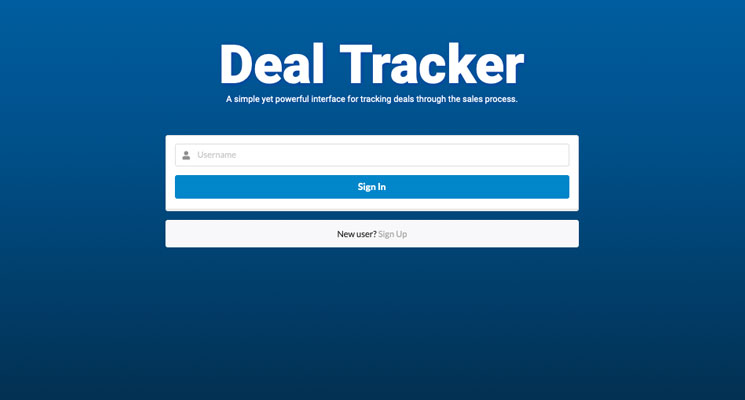 Deal Tracker
A simple yet powerful interface for tracking deals through the sales process.
Username
Sign In
New user? Sign Up